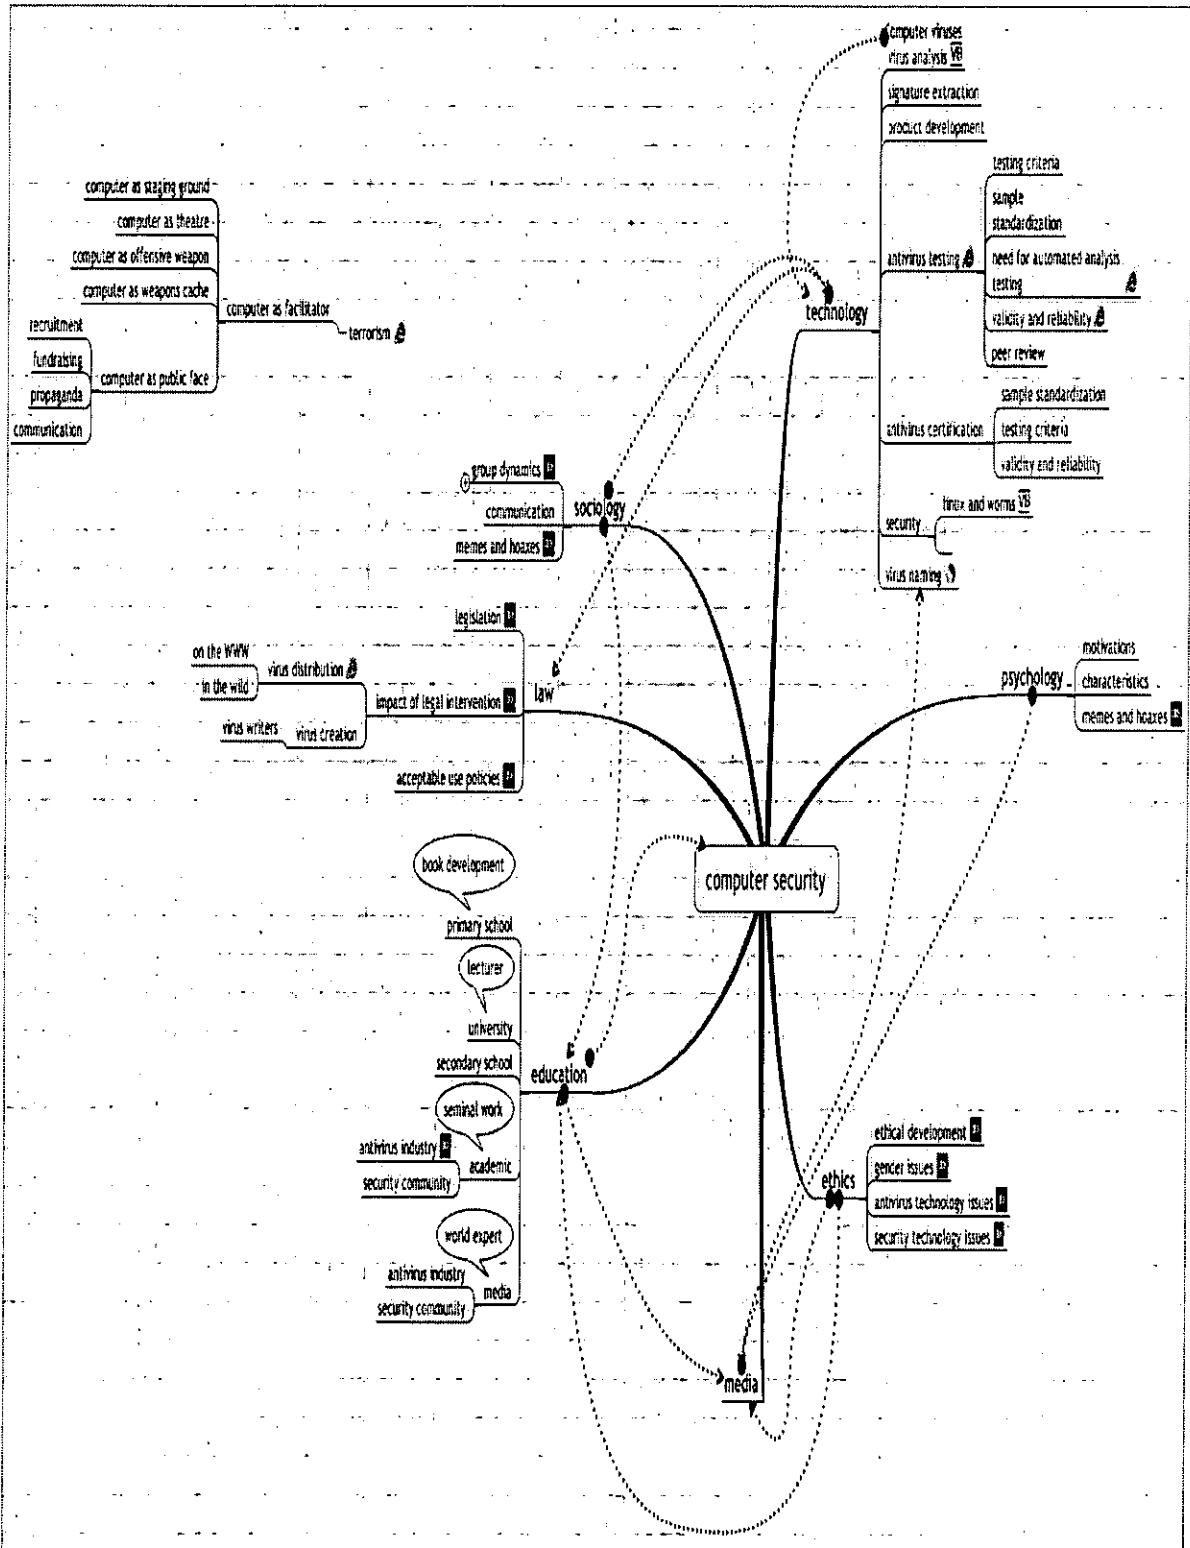 computer viruses
virus analysis VB
signature extraction
product development
antivirus testing
testing criteria
sample
standardization
need for automated analysis
testing
validity and reliability
peer review
antivirus certification
sample standardization
testing criteria
validity and reliability
security
linux and worms VB
virus naming
technology
computer as staging ground
computer as theatre
computer as offensive weapon
computer as weapons cache
computer as facilitator
terrorism
recruitment
fundraising
propaganda
communication
computer as public face
group dynamics
communication
memes and hoaxes
sociology
legislation
on the WWW
in the wild
virus distribution
impact of legal intervention
virus writers
virus creation
acceptable use policies
law
psychology
motivations
characteristics
memes and hoaxes
computer security
book development
primary school
lecturer
university
secondary school
education
seminal work
antivirus industry
security community
academic
world expert
antivirus industry
security community
media
ethics
ethical development
gender issues
antivirus technology issues
security technology issues
media